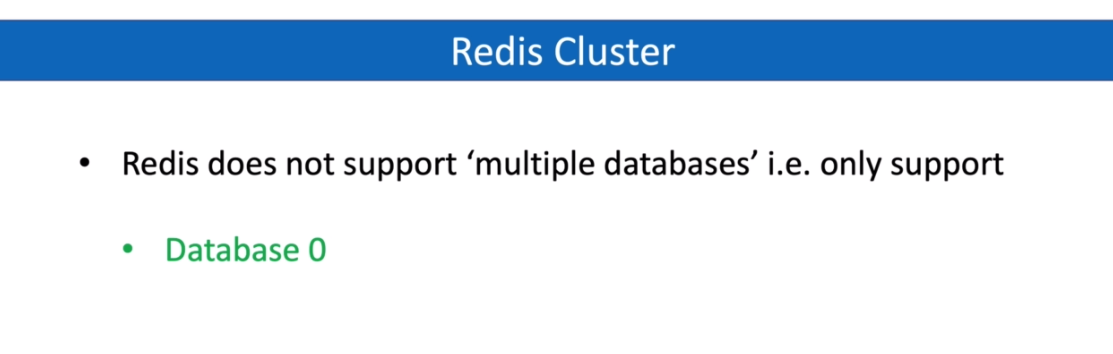 Redis Cluster
• Redis does not support ‘multiple databases’ i.e. only support
• Database 0